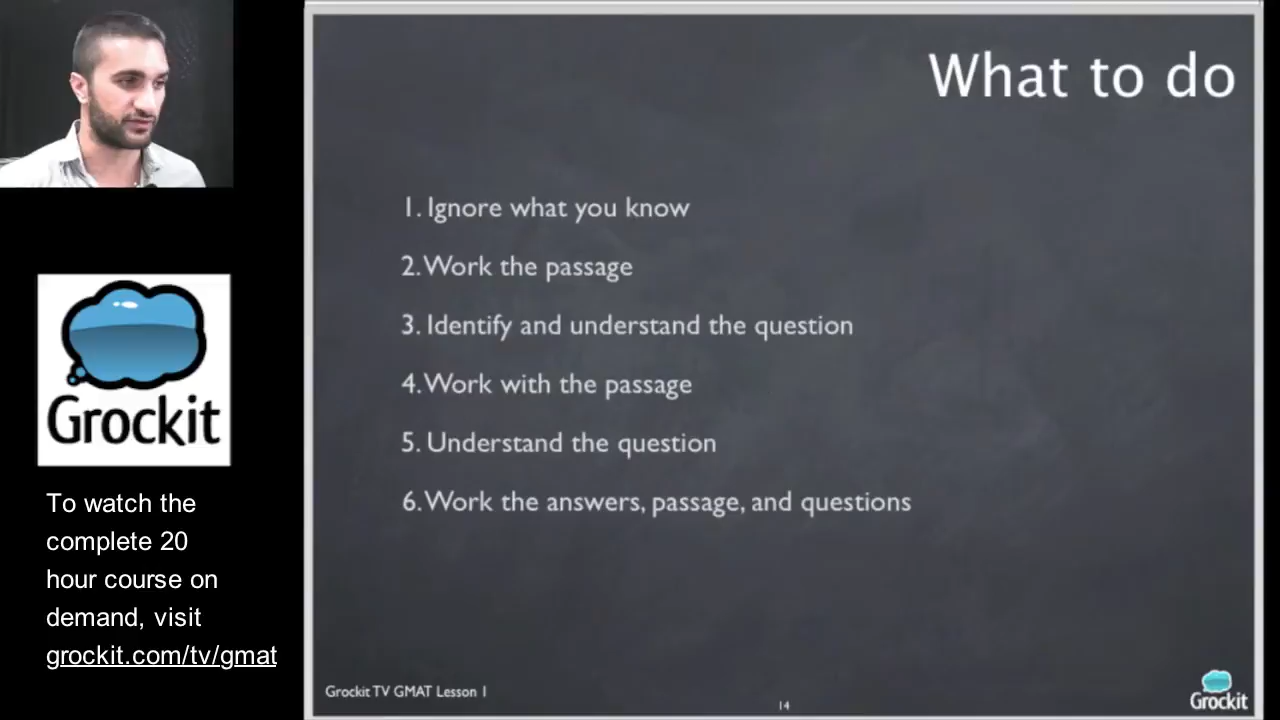 What to do
1. Ignore what you know
2. Work the passage
3. Identify and understand the question
4. Work with the passage
5. Understand the question
6. Work the answers, passage, and questions
Grockit
To watch the
complete 20
hour course on
demand, visit
grockit.com/tv/gmat
Grockit TV GMAT Lesson 1
14
Grockit